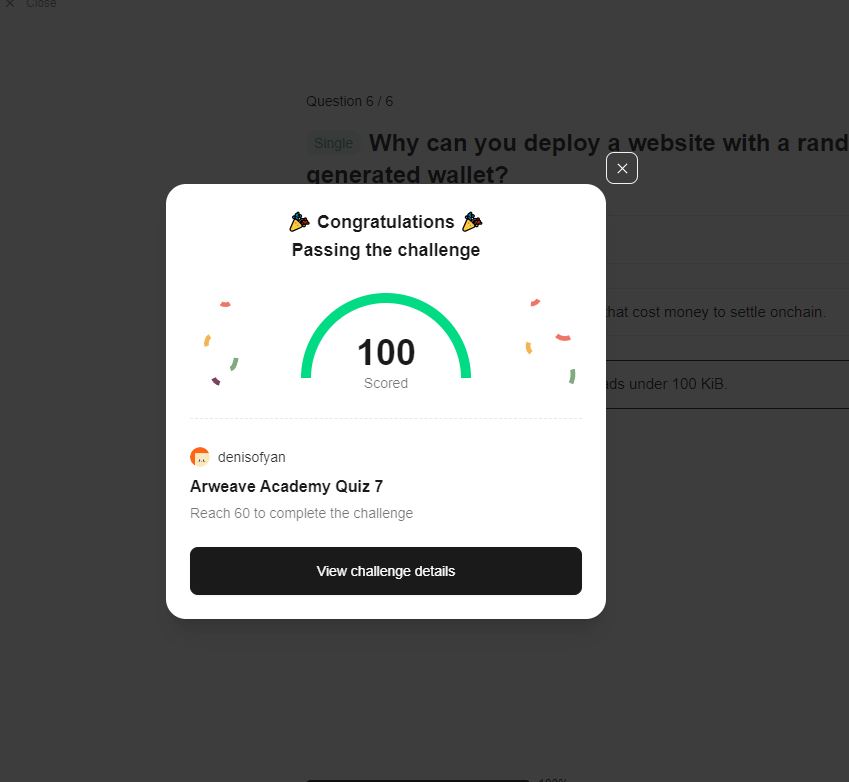 Close
Question 6 / 6
Single Why can you deploy a website with a rand
generated wallet?
🎉 Congratulations 🎉
Passing the challenge
that cost money to settle onchain.
100
Scored
ads under 100 KiB.
denisofyan
Arweave Academy Quiz 7
Reach 60 to complete the challenge
View challenge details
100%